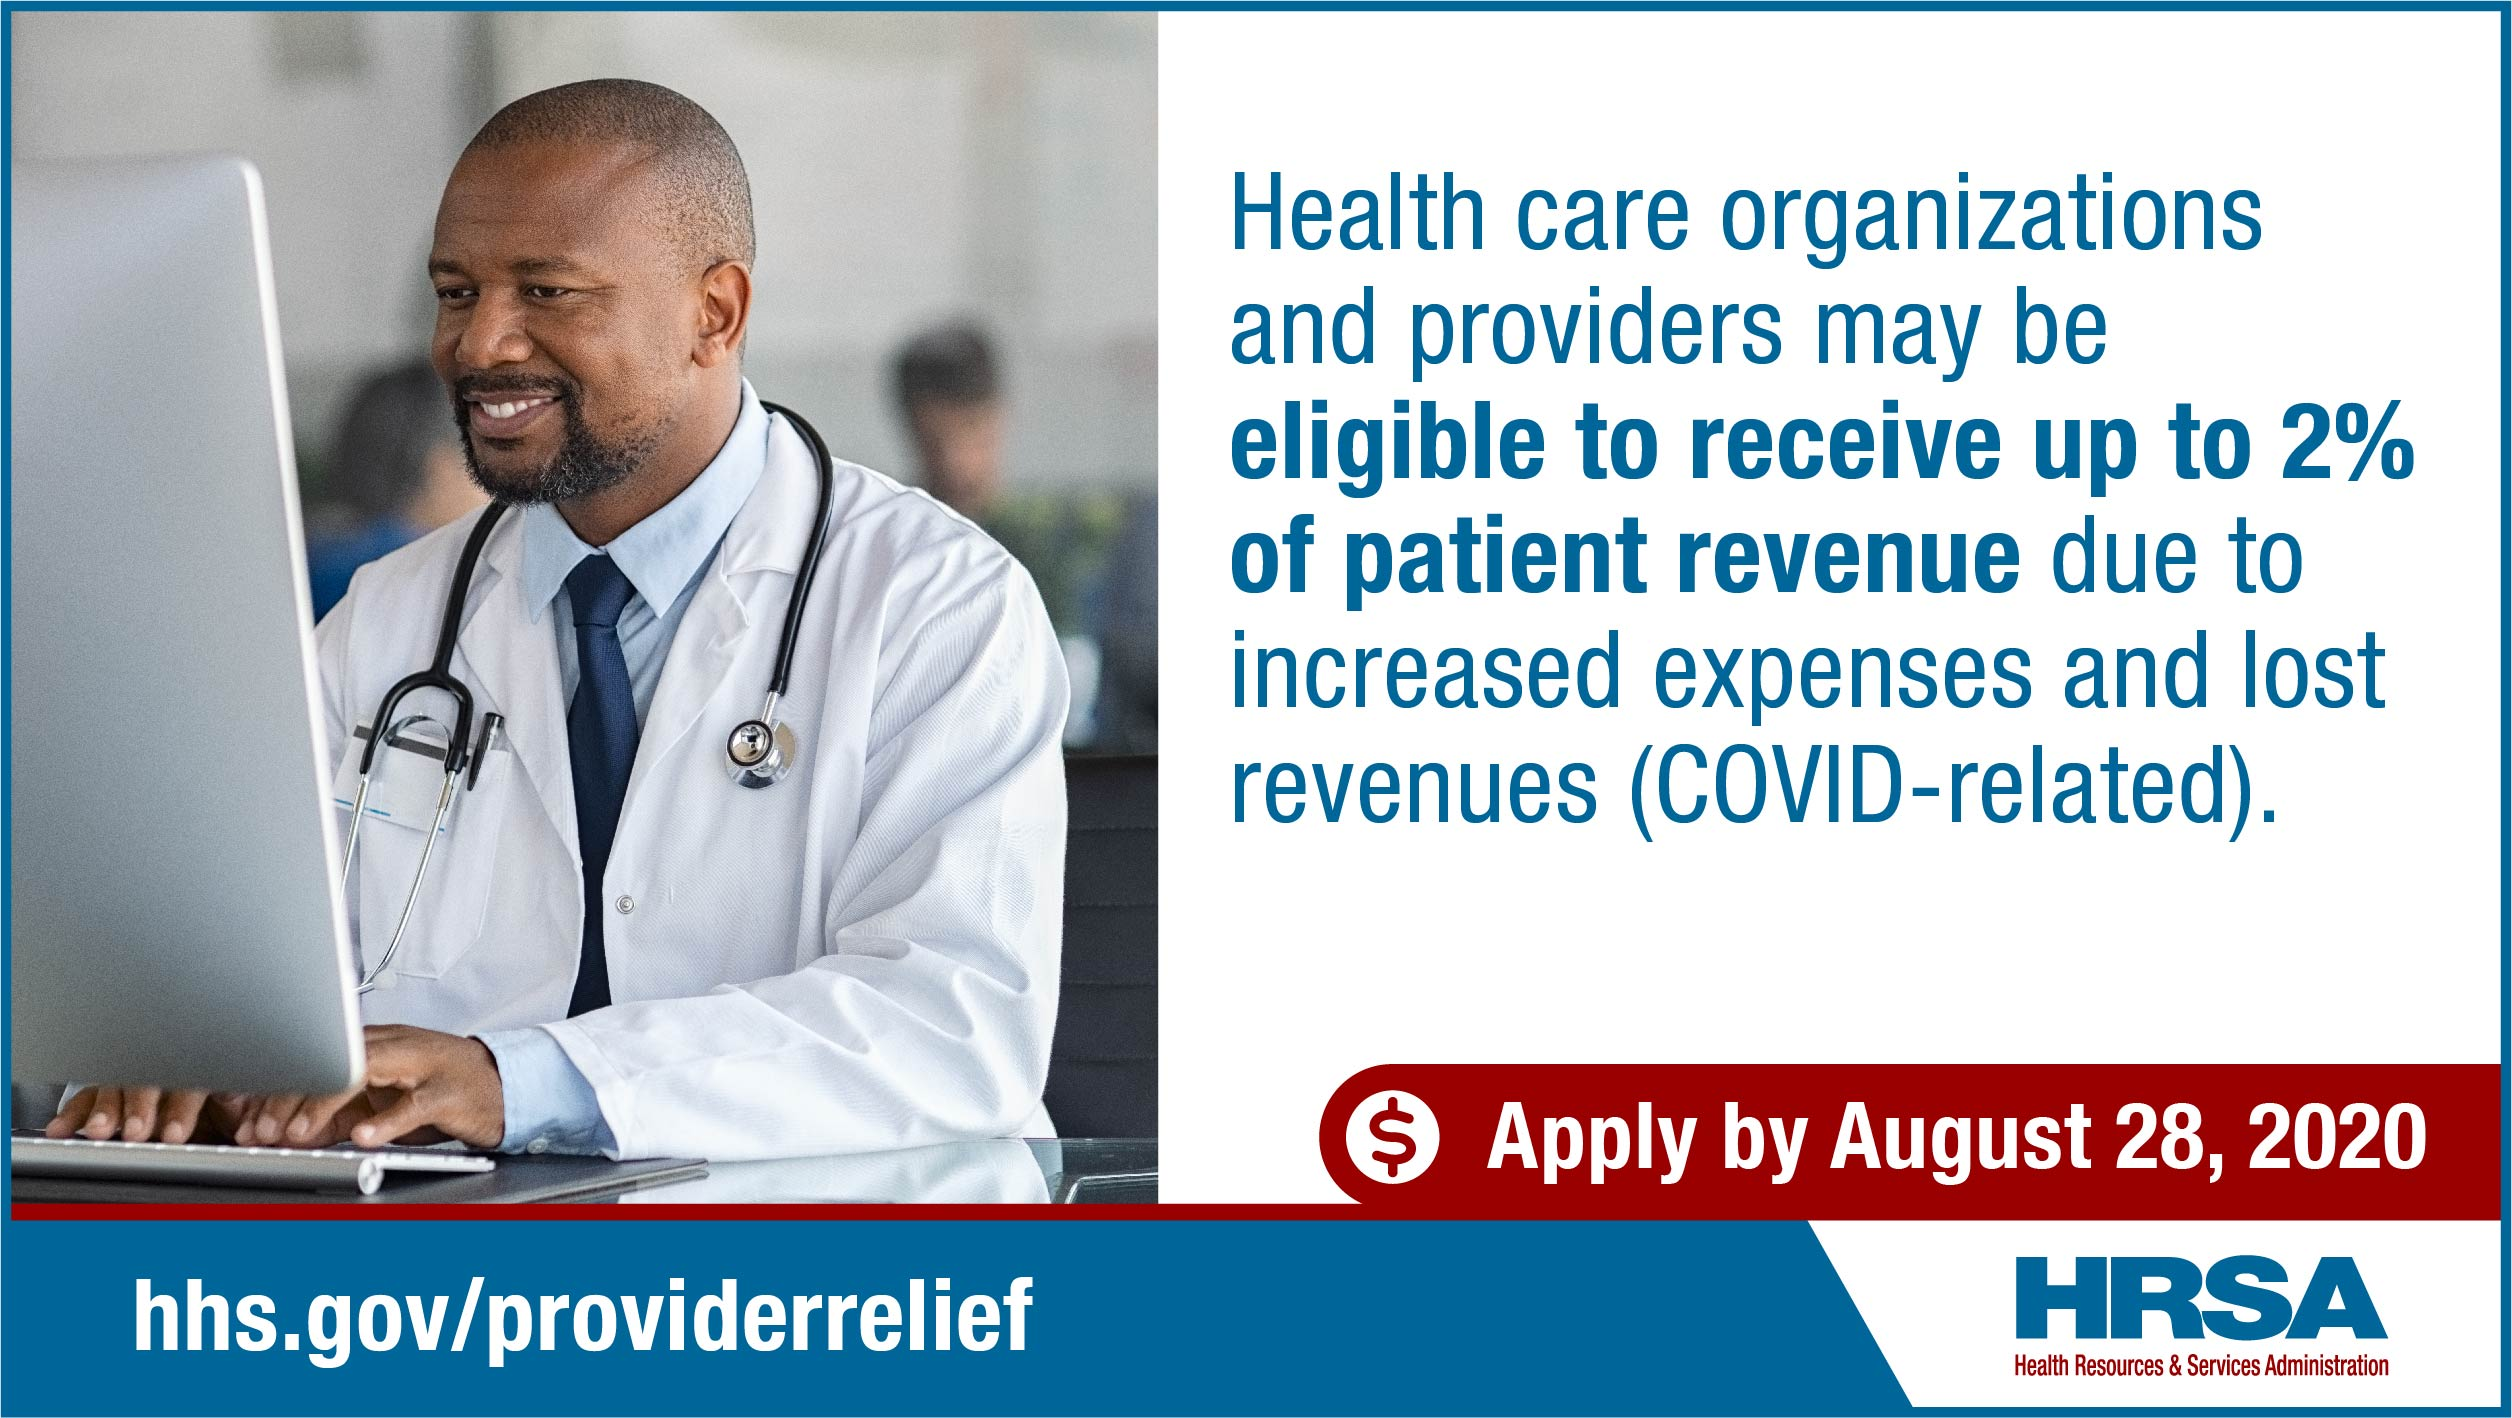 Health care organizations
and providers may be
eligible to receive up to 2%
of patient revenue due to
increased expenses and lost
revenues (COVID-related).
$ Apply by August 28, 2020
hhs.gov/providerrelief
HRSA
Health Resources & Services Administration